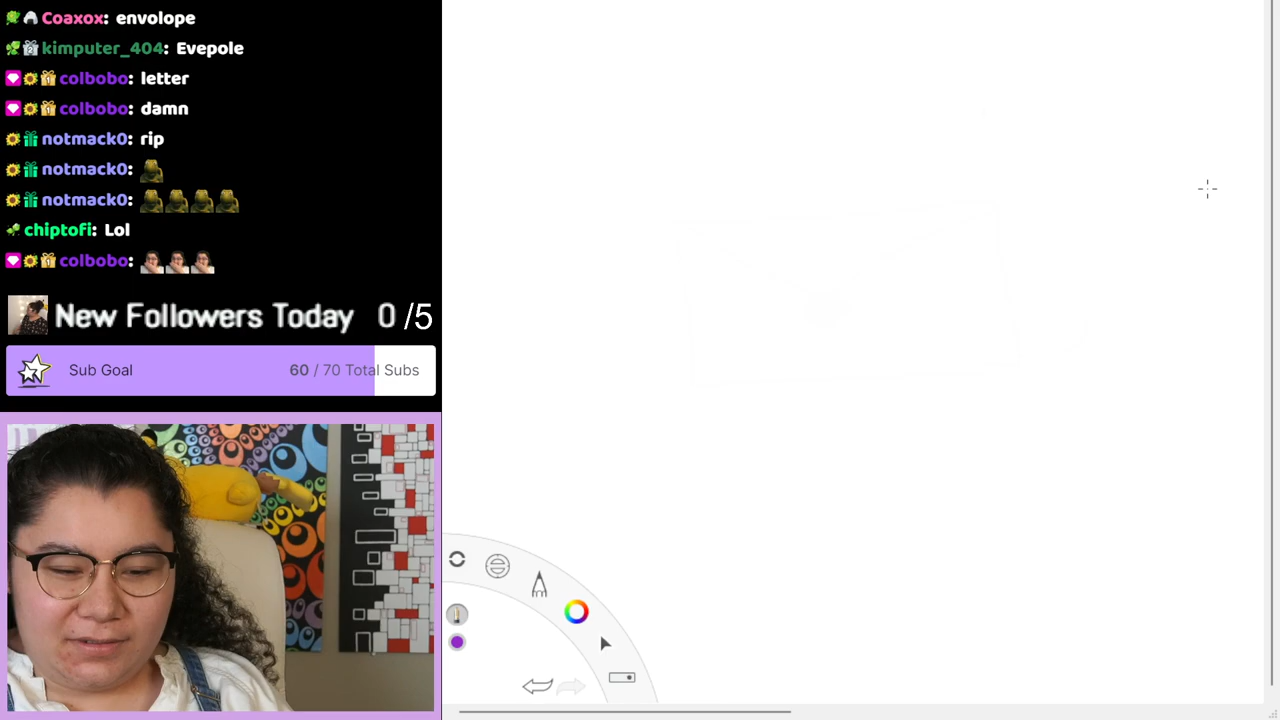 Coaxox: envolope
kimputer_404: Evepole
colbobo: letter
colbobo: damn
notmack0: rip
notmack0:
notmack0:
chiptofi: Lol
colbobo:
New Followers Today 0 /5
Sub Goal 60 / 70 Total Subs